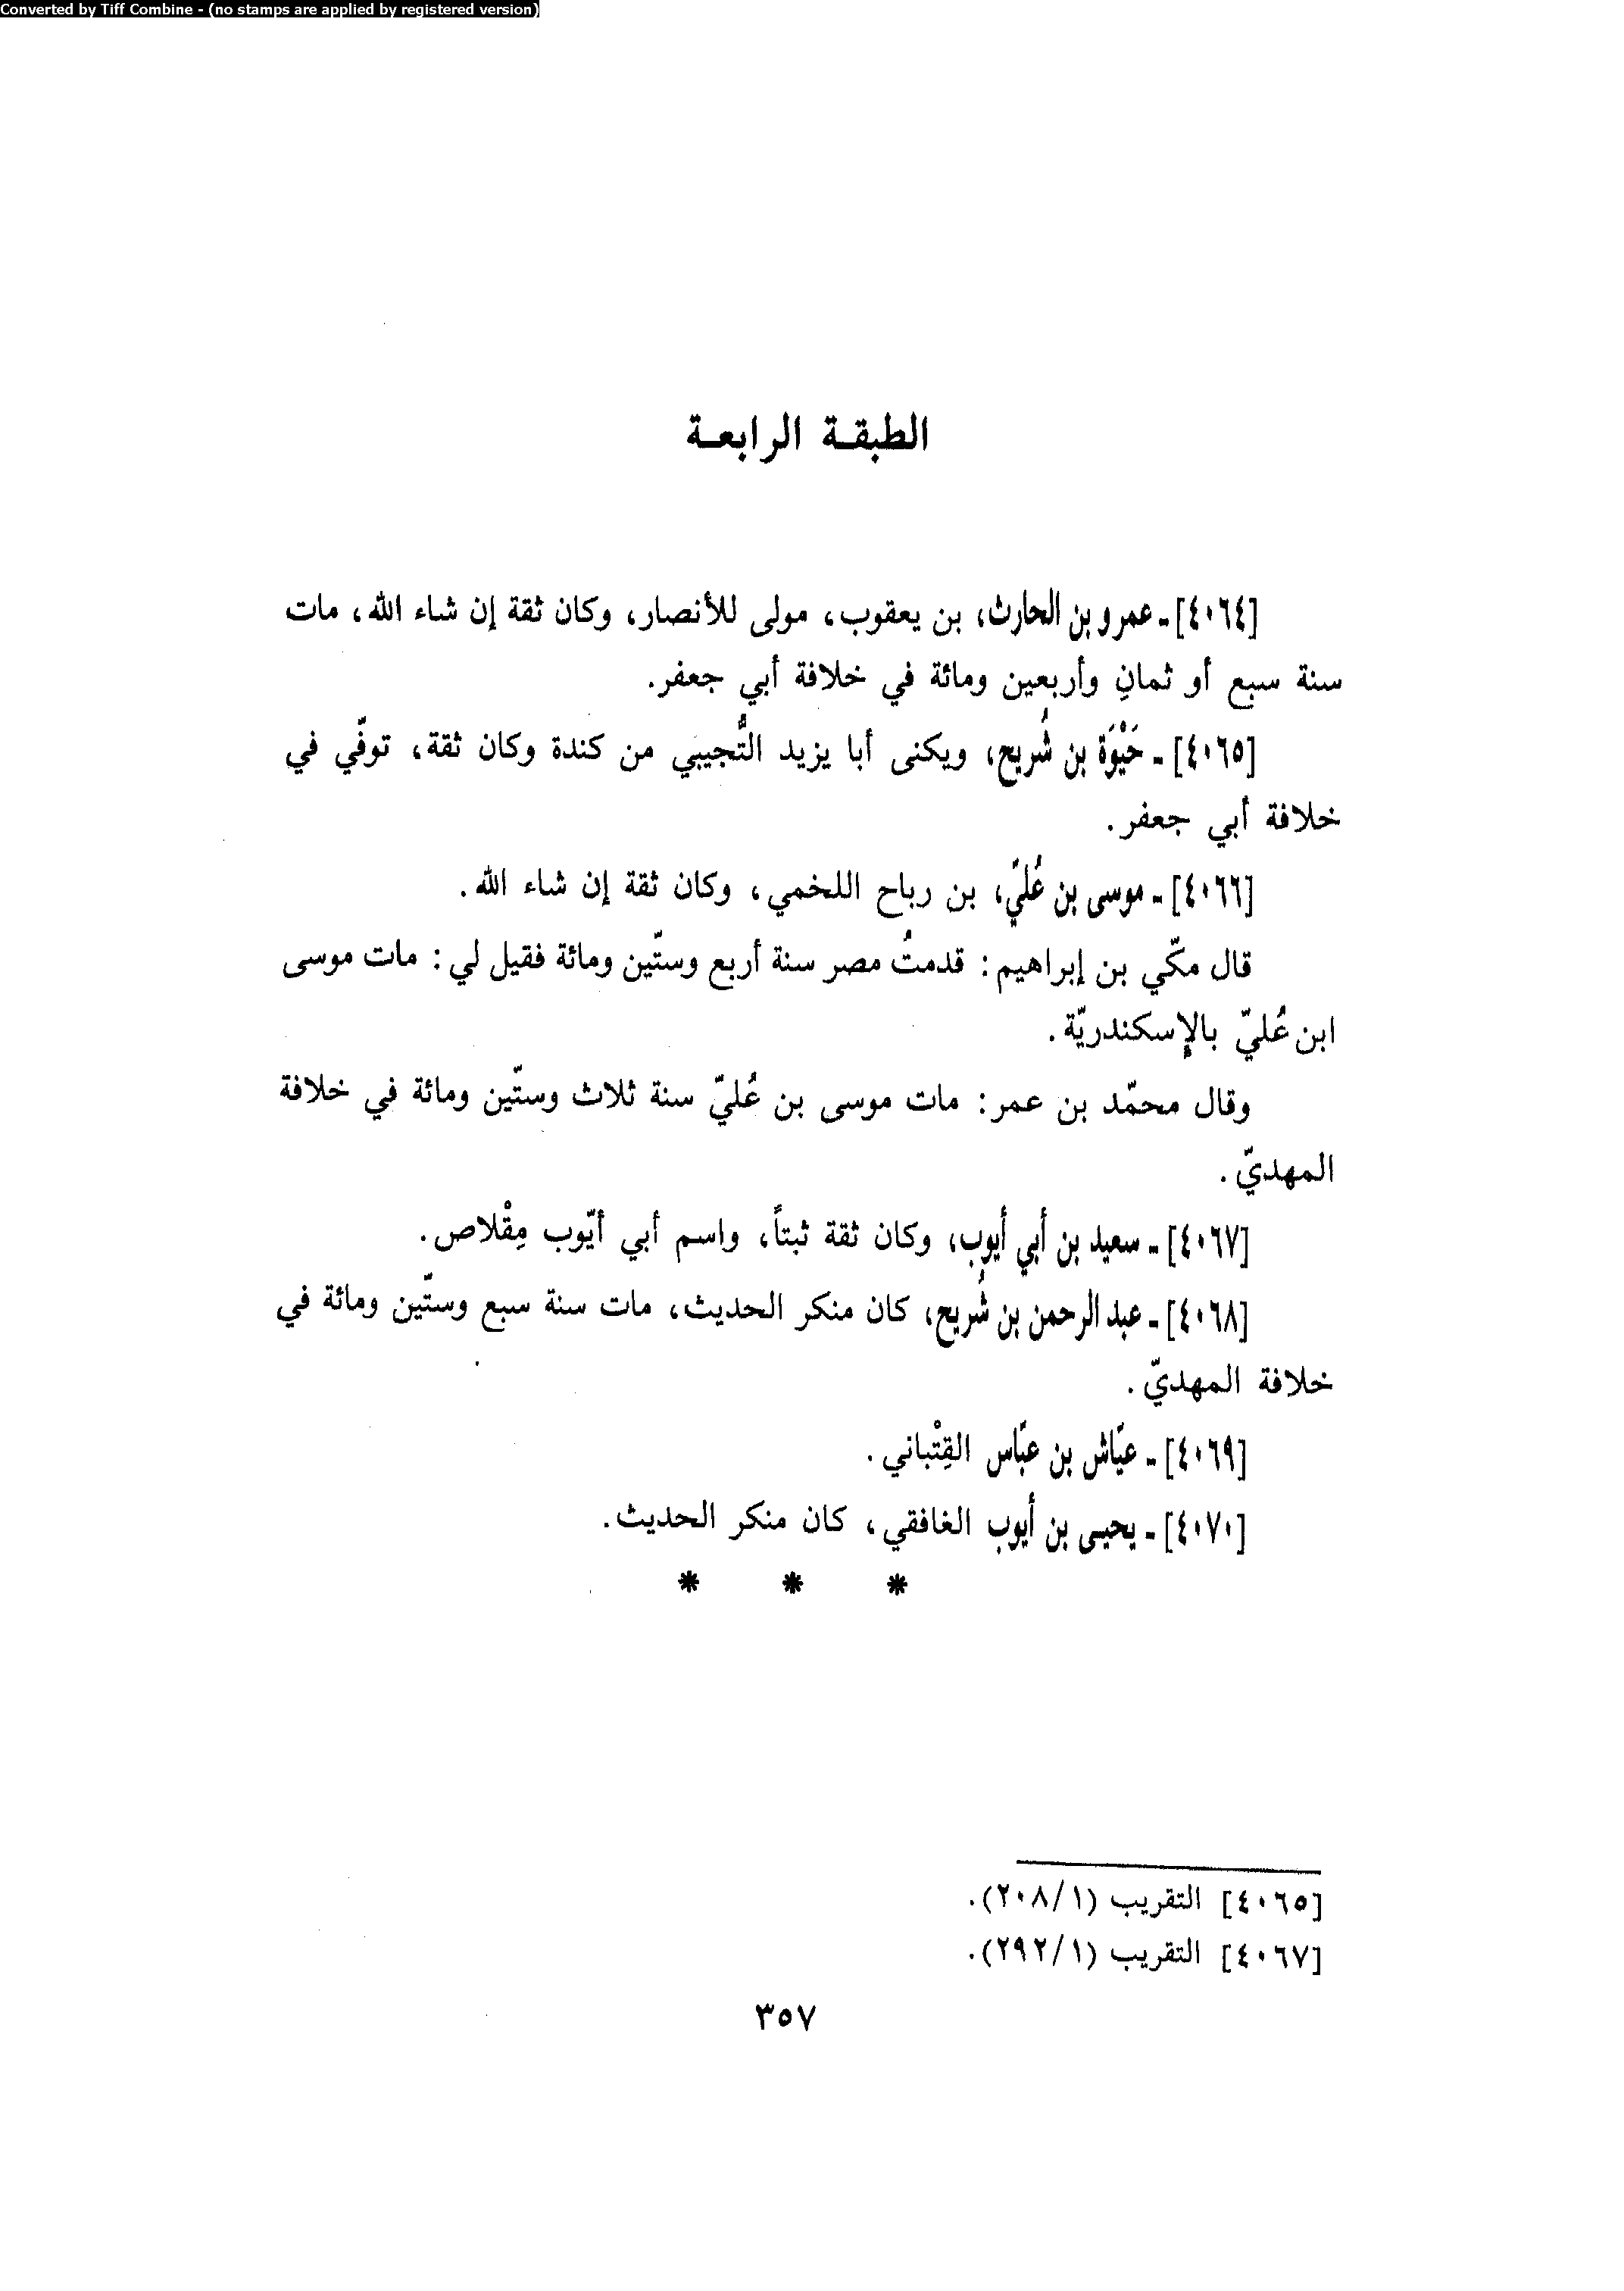 Converted by Tiff Combine - (no stamps are applied by registered version)
الطبقة الرابعة
[٤٠٦٤] - عمرو بن الحارث، بن يعقوب، مولى للأنصار، وكان ثقة إن شاء الله، مات
سنة سبع أو ثمانٍ وأربعين ومائة في خلافة أبي جعفر.
[٤٠٦٥] - حَيْوَة بن شُريح، ويكنى أبا يزيد التُّجيبي من كندة وكان ثقة، توفّي في
خلافة أبي جعفر.
[٤٠٦٦] - موسى بن عُليّ، بن رباح اللخمي، وكان ثقة إن شاء الله.
قال مكّي بن إبراهيم: قدمتُ مصر سنة أربع وستّين ومائة فقيل لي: مات موسى
ابن عُليّ بالإسكندريّة.
وقال محمّد بن عمر: مات موسى بن عُليّ سنة ثلاث وستّين ومائة في خلافة
المهديّ.
[٤٠٦٧] - سعيد بن أبي أيوب، وكان ثقة ثبتاً، واسم أبي أيّوب مِقْلاص.
[٤٠٦٨] - عبد الرحمن بن شُريح، كان منكر الحديث، مات سنة سبع وستّين ومائة في
خلافة المهديّ.
[٤٠٦٩] - عيّاش بن عبّاس القِتْباني.
[٤٠٧٠] - يحيى بن أيوب الغافقي، كان منكر الحديث.
* * *
[٤٠٦٥] التقريب (٢٠٨/١).
[٤٠٦٧] التقريب (٢٩٢/١).
٣٥٧